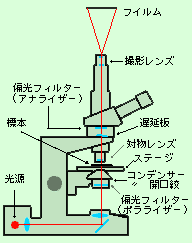 フイルム
撮影レンズ
偏光フィルター
(アナライザー)
遅延板
標本
対物レンズ
ステージ
光源
コンデンサー
〃 開口絞
偏光フィルター
(ポラライザー)